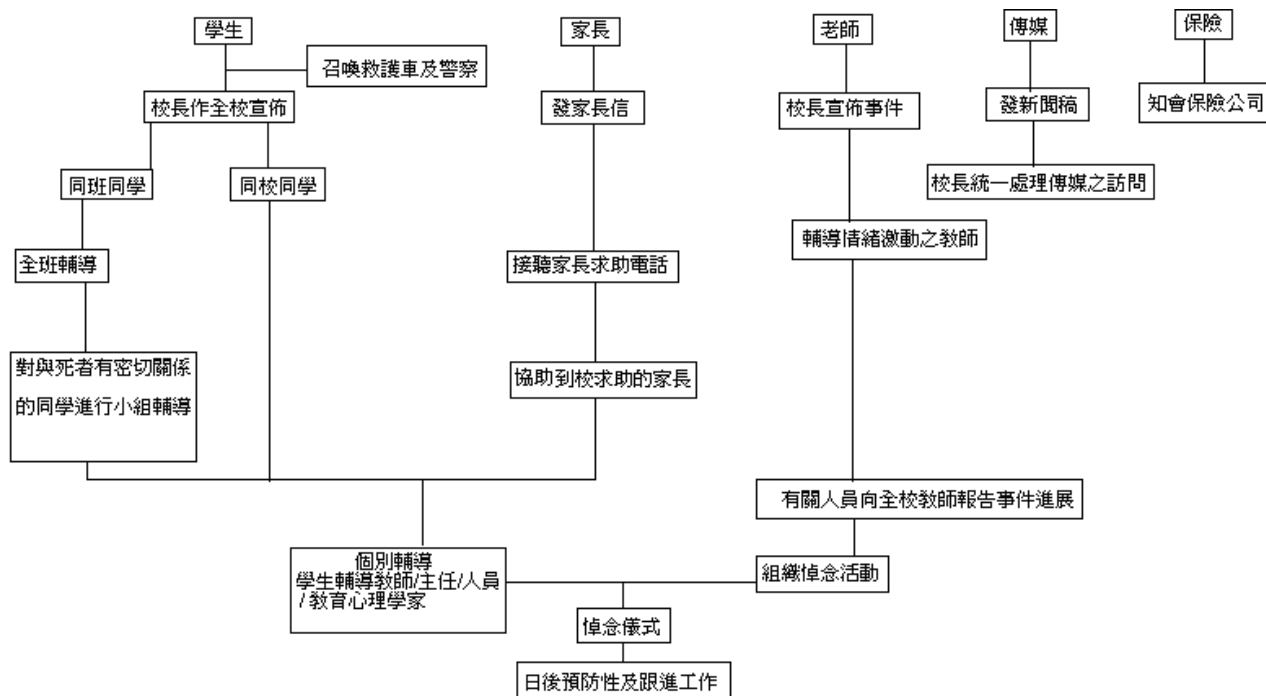 學生
家長
老師
傳媒
保險
召喚救護車及警察
校長作全校宣佈
發家長信
校長宣佈事件
發新聞稿
知會保險公司
同班同學
同校同學
校長統一處理傳媒之訪問
輔導情緒激動之教師
全班輔導
接聽家長求助電話
對與死者有密切關係
的同學進行小組輔導
協助到校求助的家長
有關人員向全校教師報告事件進展
個別輔導
學生輔導教師/主任/人員
/教育心理學家
組織悼念活動
悼念儀式
日後預防性及跟進工作